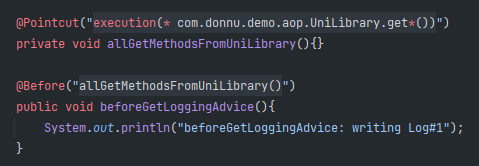 @Pointcut("execution(* com.donnu.demo.aop.UniLibrary.get*())")
private void allGetMethodsFromUniLibrary(){}
@Before("allGetMethodsFromUniLibrary()")
public void beforeGetLoggingAdvice(){
System.out.println("beforeGetLoggingAdvice: writing Log#1");
}